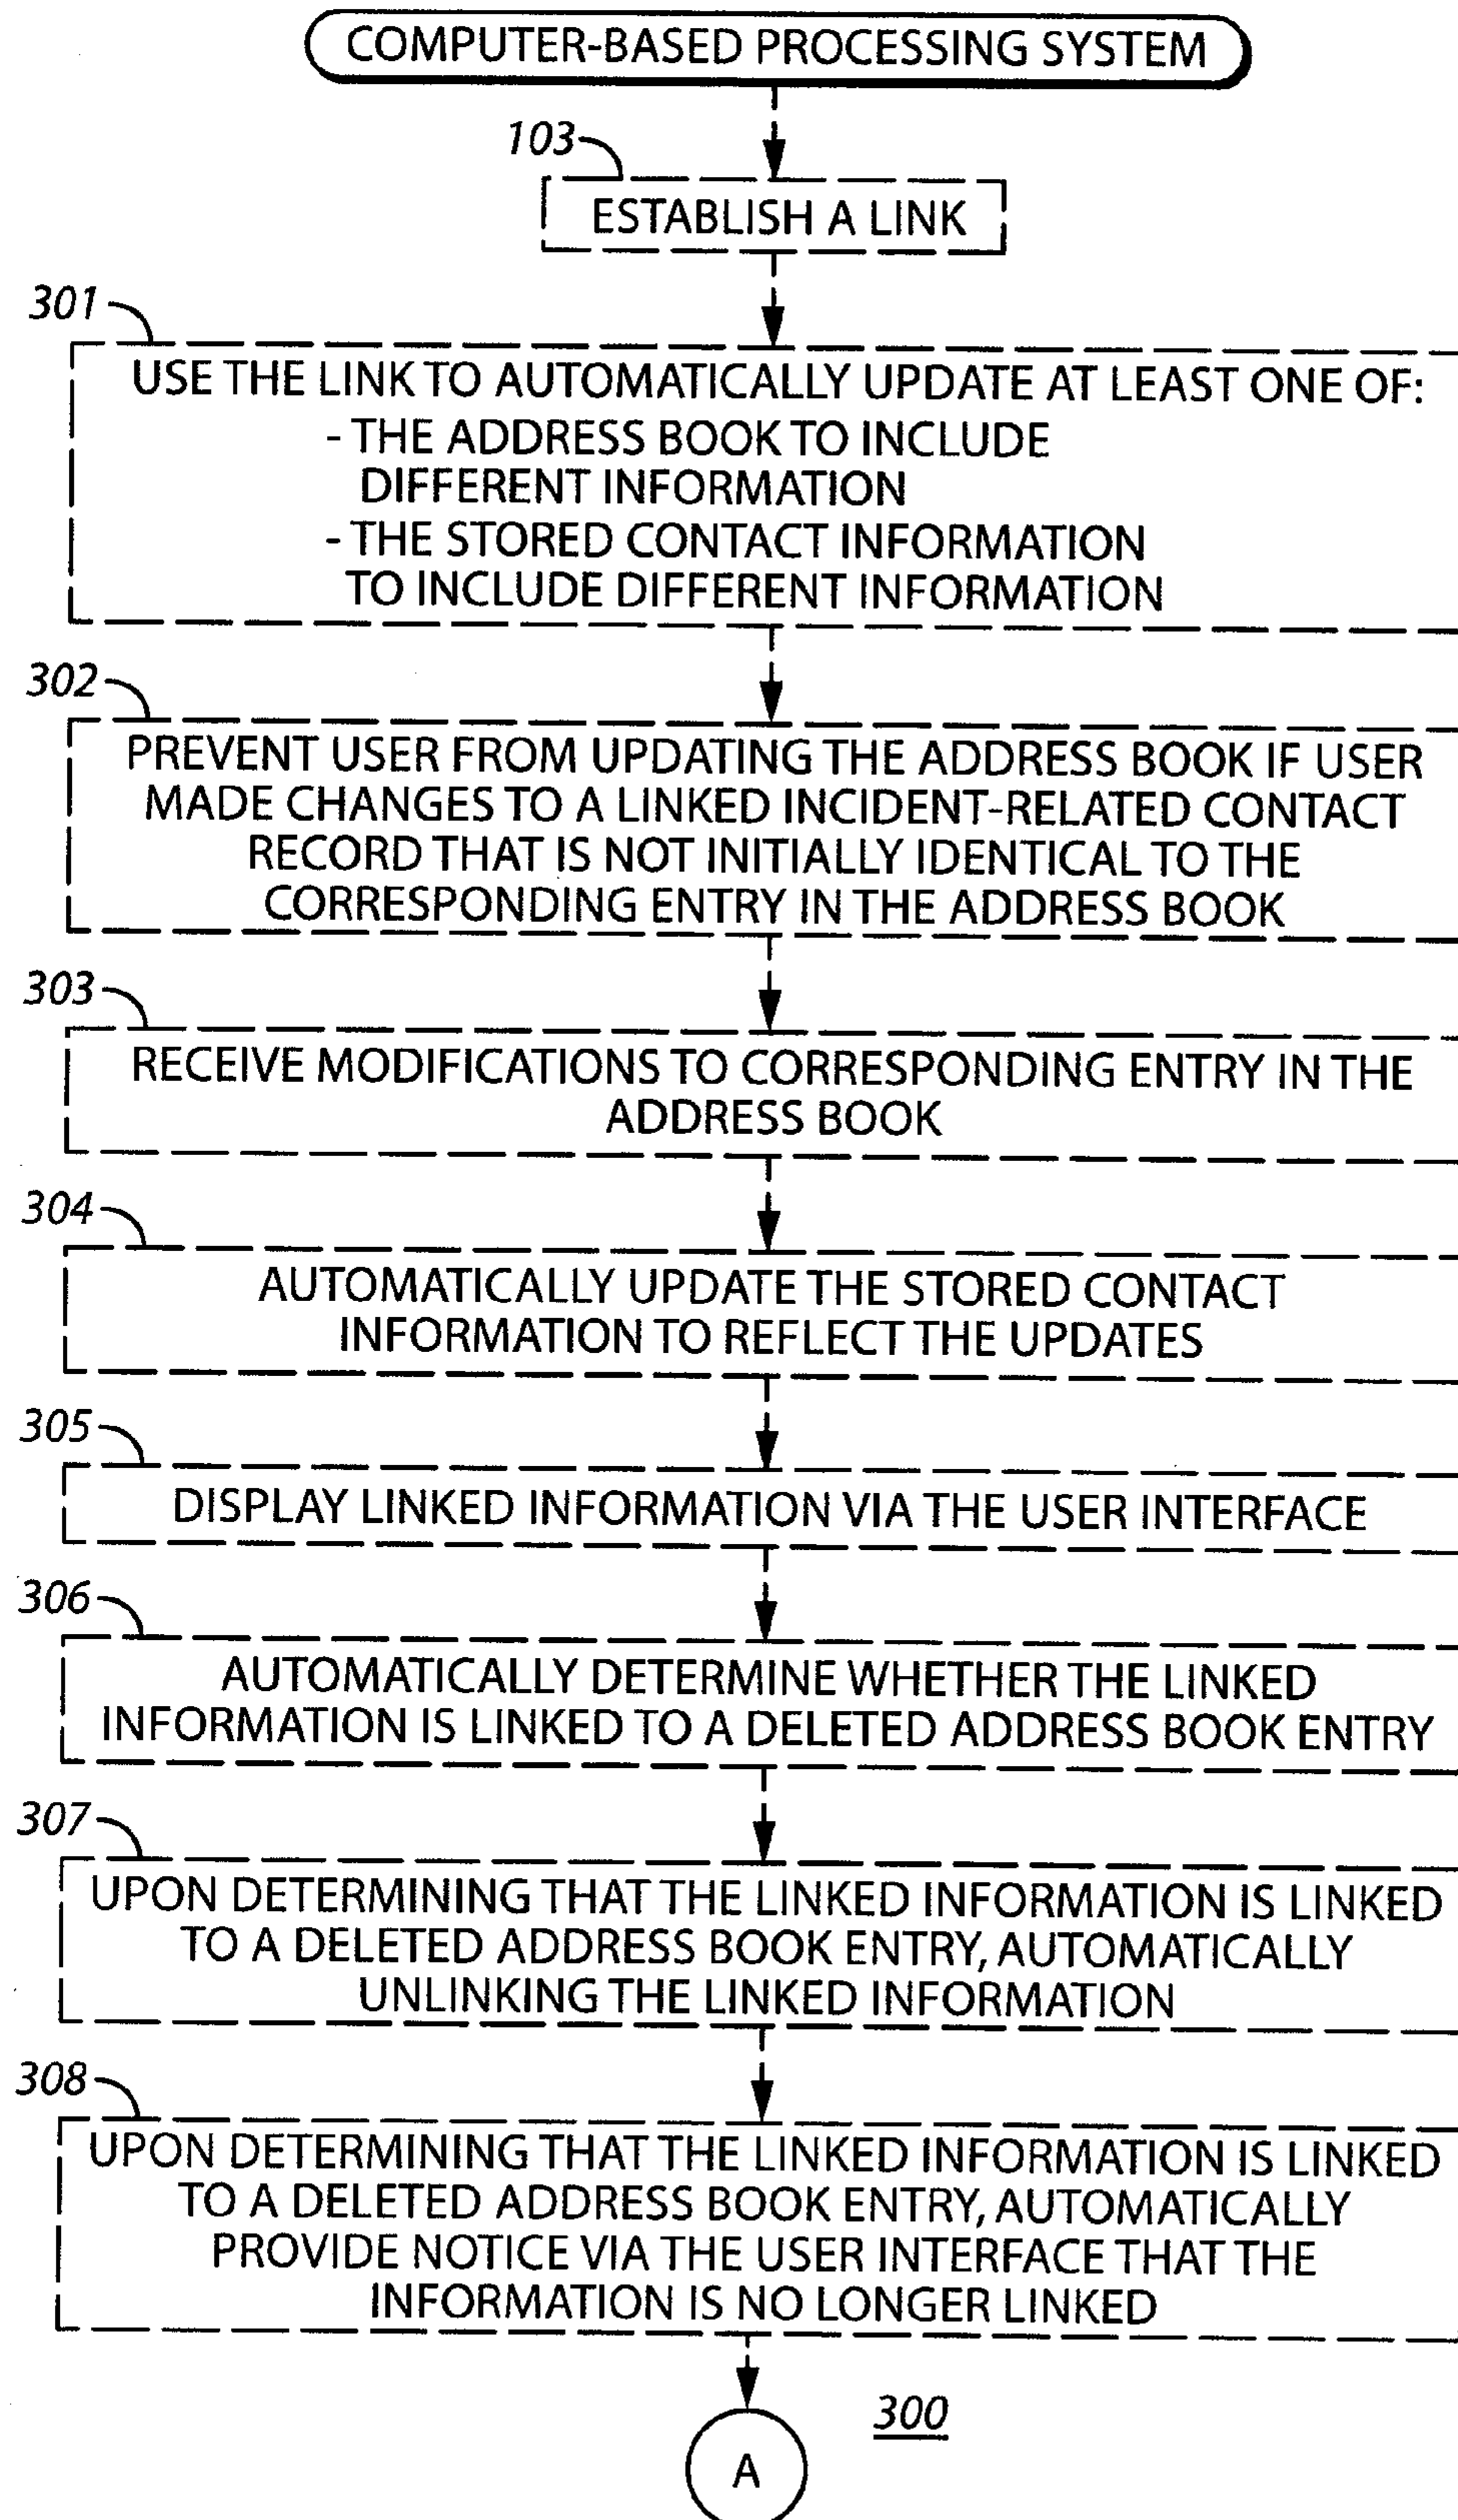 COMPUTER-BASED PROCESSING SYSTEM
103
ESTABLISH A LINK
301
USE THE LINK TO AUTOMATICALLY UPDATE AT LEAST ONE OF:
- THE ADDRESS BOOK TO INCLUDE
DIFFERENT INFORMATION
- THE STORED CONTACT INFORMATION
TO INCLUDE DIFFERENT INFORMATION
302
PREVENT USER FROM UPDATING THE ADDRESS BOOK IF USER
MADE CHANGES TO A LINKED INCIDENT-RELATED CONTACT
RECORD THAT IS NOT INITIALLY IDENTICAL TO THE
CORRESPONDING ENTRY IN THE ADDRESS BOOK
303
RECEIVE MODIFICATIONS TO CORRESPONDING ENTRY IN THE
ADDRESS BOOK
304
AUTOMATICALLY UPDATE THE STORED CONTACT
INFORMATION TO REFLECT THE UPDATES
305
DISPLAY LINKED INFORMATION VIA THE USER INTERFACE
306
AUTOMATICALLY DETERMINE WHETHER THE LINKED
INFORMATION IS LINKED TO A DELETED ADDRESS BOOK ENTRY
307
UPON DETERMINING THAT THE LINKED INFORMATION IS LINKED
TO A DELETED ADDRESS BOOK ENTRY, AUTOMATICALLY
UNLINKING THE LINKED INFORMATION
308
UPON DETERMINING THAT THE LINKED INFORMATION IS LINKED
TO A DELETED ADDRESS BOOK ENTRY, AUTOMATICALLY
PROVIDE NOTICE VIA THE USER INTERFACE THAT THE
INFORMATION IS NO LONGER LINKED
300
A